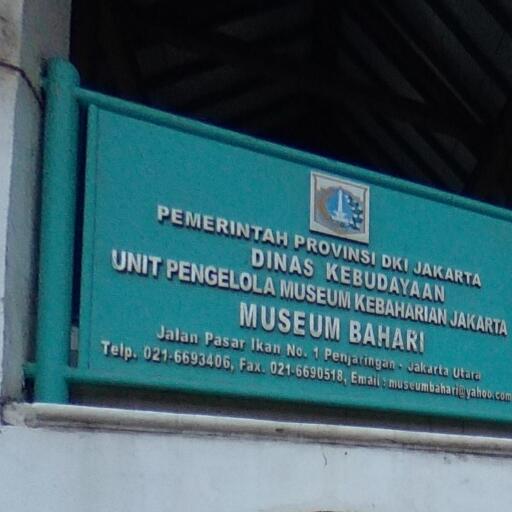 PEMERINTAH PROVINSI DKI JAKARTA
DINAS KEBUDAYAAN
UNIT PENGELOLA MUSEUM KEBAHARIAN JAKARTA
MUSEUM BAHARI
Jalan Pasar Ikan No. 1 Penjaringan - Jakarta Utara
Telp. 021-6693406, Fax. 021-6690518, Email : museumbahari@yahoo.com